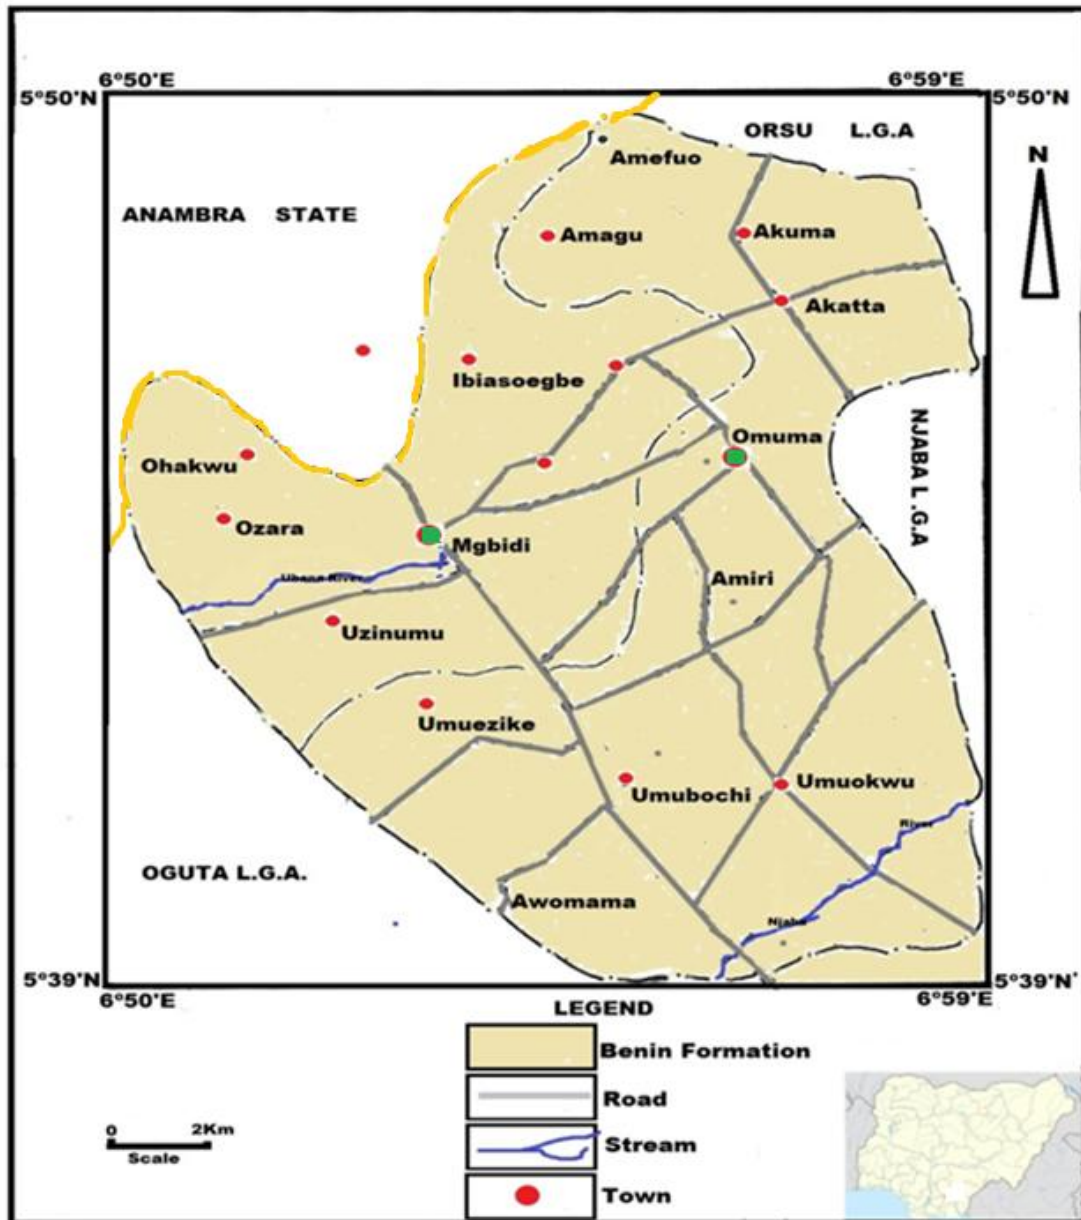 6°50'E 6°59'E
5°50'N 5°50'N
ORSU L.G.A
N
Amefuo
ANAMBRA STATE
Amagu
Akuma
Akatta
Ibiasoegbe
NJABA L.G.A
Omuma
Ohakwu
Ozara
Mgbidi
Amiri
River
Uzinumu
Umuezike
Umubochi
Umuokwu
River
OGUTA L.G.A.
Awomama
Njaba
5°39'N 5°39'N
6°50'E 6°59'E
LEGEND
Benin Formation
Road
0 2Km
Scale
Stream
Town